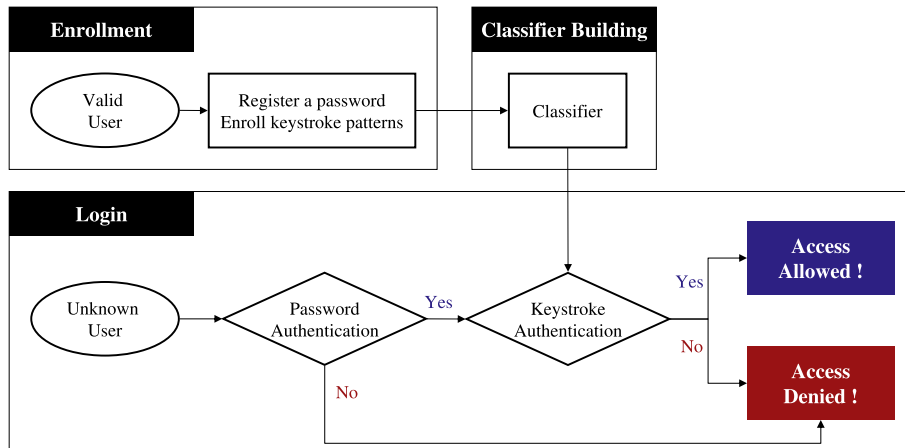 Enrollment
Valid
User
Register a password
Enroll keystroke patterns
Classifier Building
Classifier
Login
Unknown
User
Password
Authentication
Yes
No
Keystroke
Authentication
Yes
No
Access
Allowed !
Access
Denied !